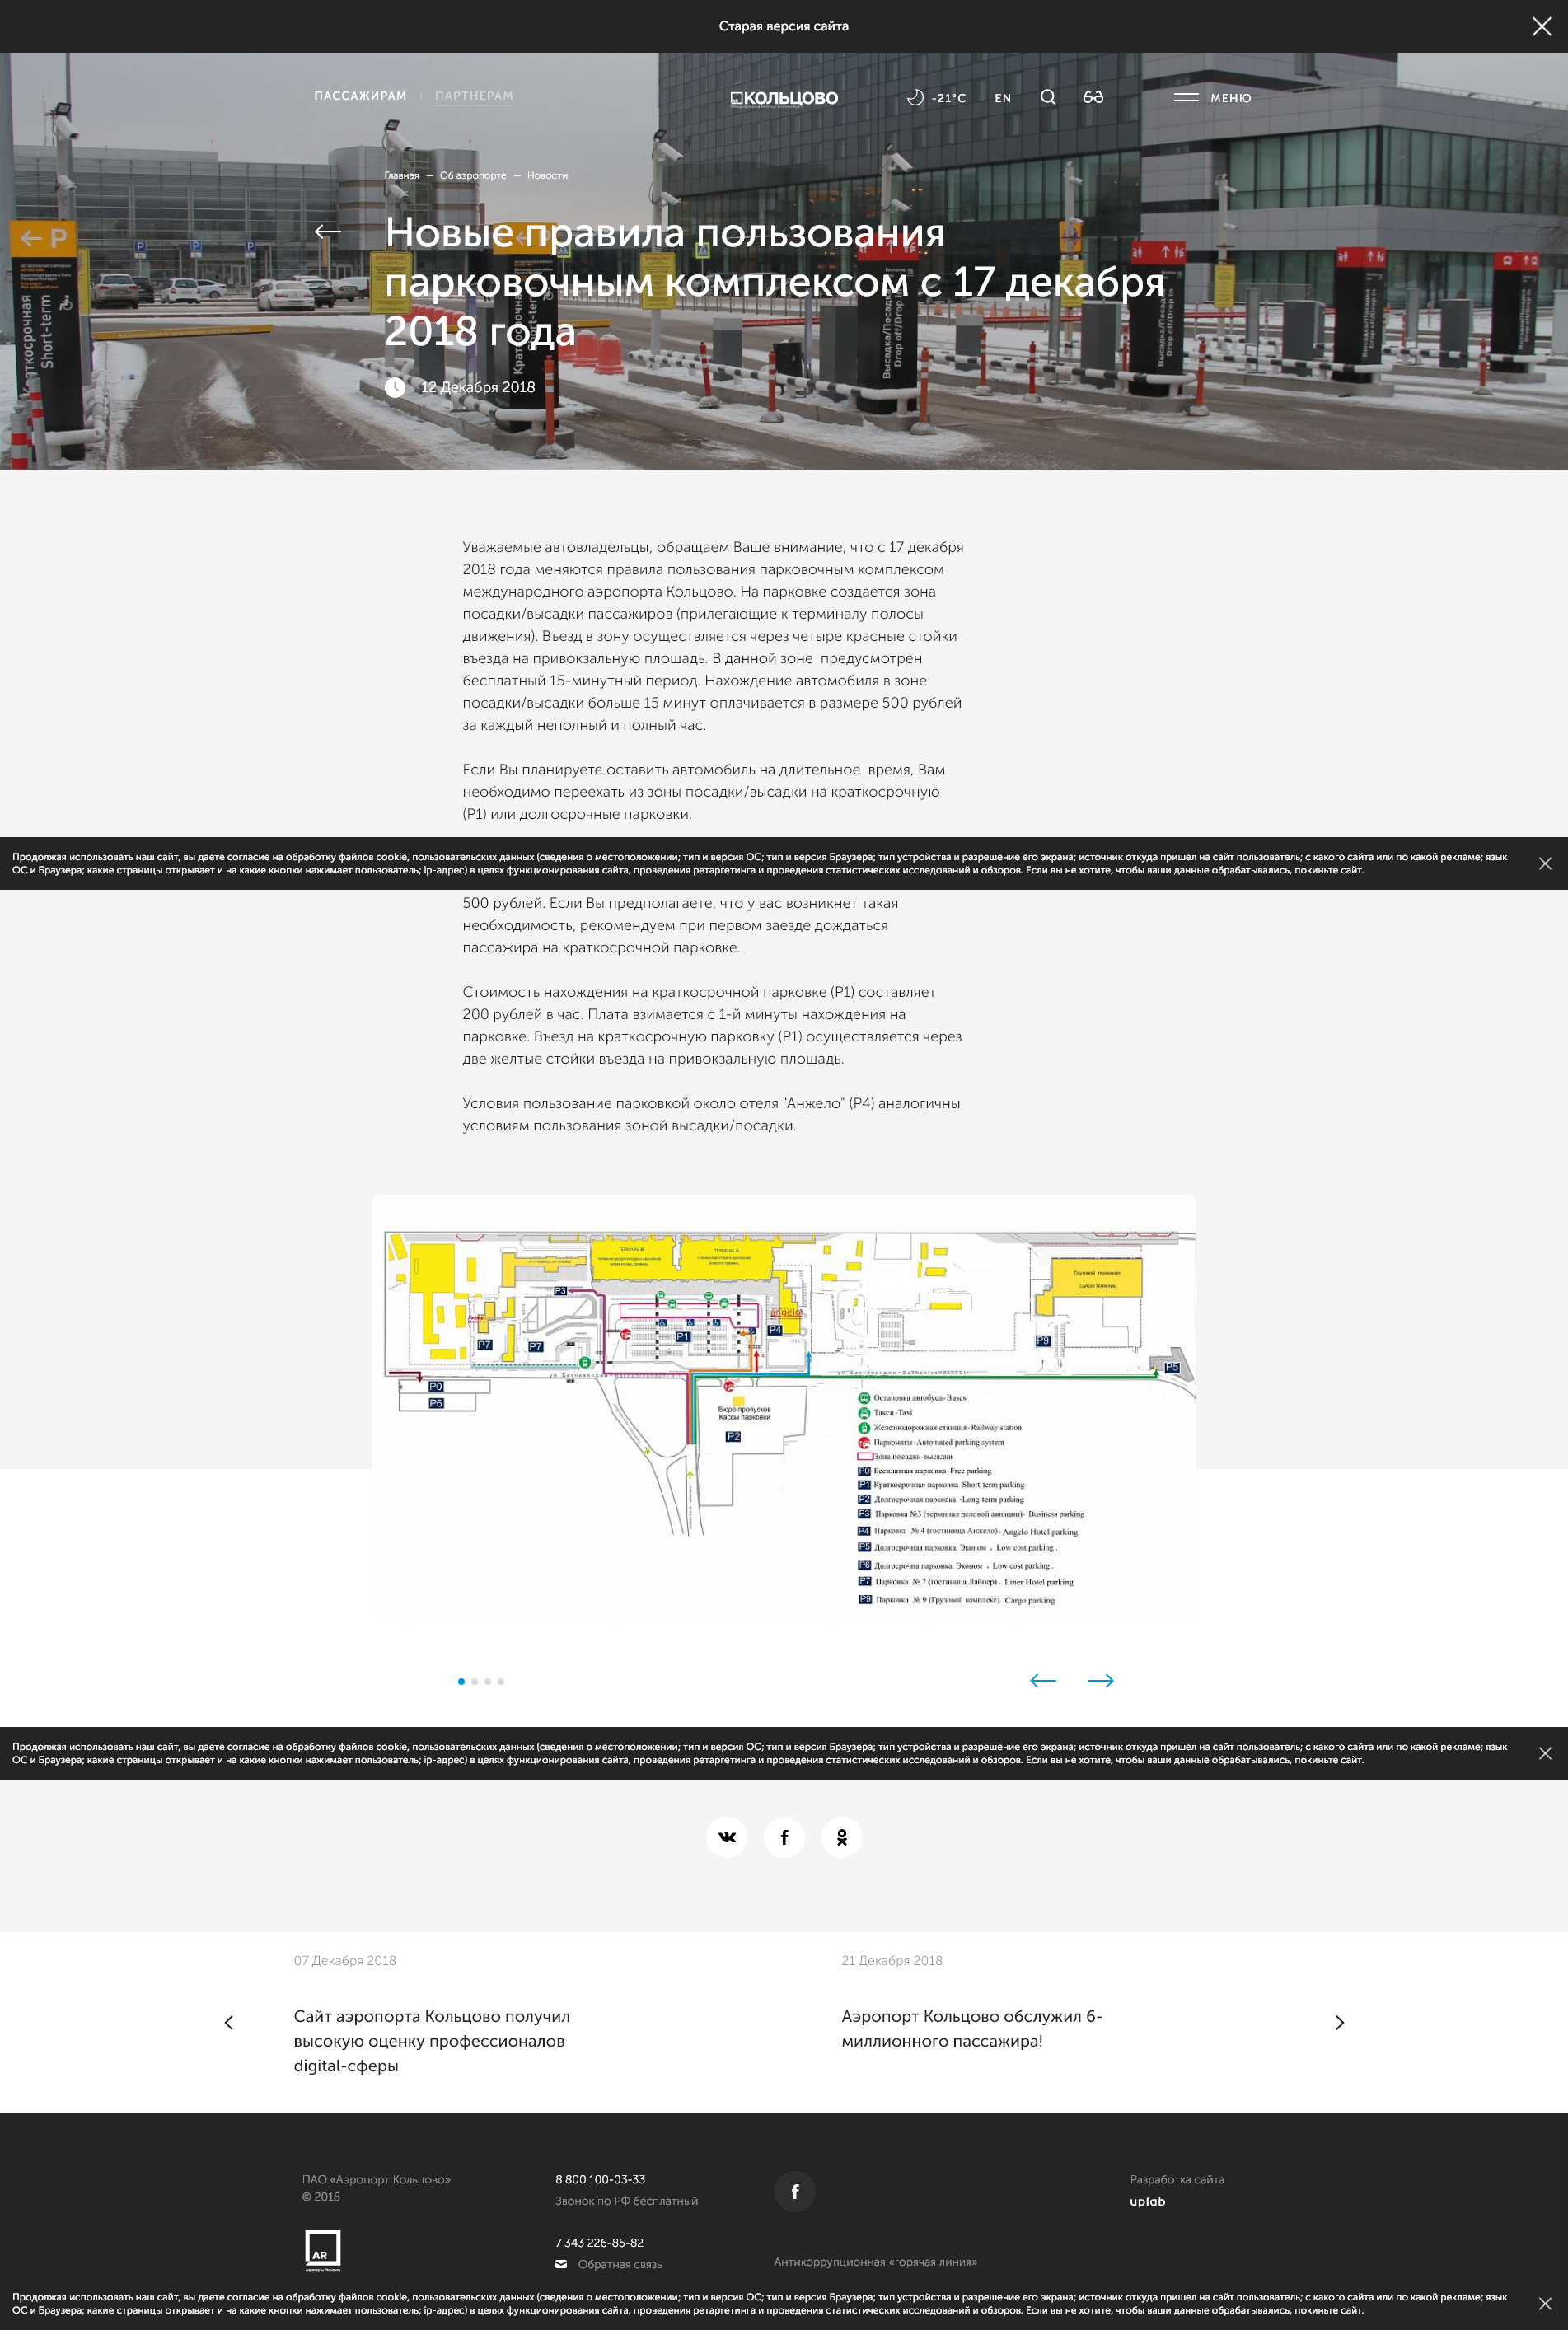 Старая версия сайта
ПАССАЖИРАМ
ПАРТНЕРАМ
КОЛЬЦОВО
-21°C
EN
МЕНЮ
Главная — Об аэропорте — Новости
Новые правила пользования
парковочным комплексом с 17 декабря
2018 года
12 Декабря 2018
Уважаемые автовладельцы, обращаем Ваше внимание, что с 17 декабря
2018 года меняются правила пользования парковочным комплексом
международного аэропорта Кольцово. На парковке создается зона
посадки/высадки пассажиров (прилегающие к терминалу полосы
движения). Въезд в зону осуществляется через четыре красные стойки
въезда на привокзальную площадь. В данной зоне  предусмотрен
бесплатный 15-минутный период. Нахождение автомобиля в зоне
посадки/высадки больше 15 минут оплачивается в размере 500 рублей
за каждый неполный и полный час.
Если Вы планируете оставить автомобиль на длительное  время, Вам
необходимо переехать из зоны посадки/высадки на краткосрочную
(Р1) или долгосрочные парковки.
Продолжая использовать наш сайт, вы даете согласие на обработку файлов cookie, пользовательских данных (сведения о местоположении; тип и версия ОС; тип и версия Браузера; тип устройства и разрешение его экрана; источник откуда пришел на сайт пользователь; с какого сайта или по какой рекламе; язык
ОС и Браузера; какие страницы открывает и на какие кнопки нажимает пользователь; ip-адрес) в целях функционирования сайта, проведения ретаргетинга и проведения статистических исследований и обзоров. Если вы не хотите, чтобы ваши данные обрабатывались, покиньте сайт.
500 рублей. Если Вы предполагаете, что у вас возникнет такая
необходимость, рекомендуем при первом заезде дождаться
пассажира на краткосрочной парковке.
Стоимость нахождения на краткосрочной парковке (Р1) составляет
200 рублей в час. Плата взимается с 1-й минуты нахождения на
парковке. Въезд на краткосрочную парковку (Р1) осуществляется через
две желтые стойки въезда на привокзальную площадь.
Условия пользование парковкой около отеля "Анжело" (Р4) аналогичны
условиям пользования зоной высадки/посадки.
TERMINAL B
TERMINAL A
Грузовой терминал
CARGO TERMINAL
P3
angelo
P1
P4
P7
P7
P9
P5
P0
P6
Бюро пропусков
Кассы парковки
P2
Остановка автобуса-Buses
Такси-Taxi
Железнодорожная станция-Railway station
Паркоматы-Automated parking system
Зона посадки-высадки
P0 Бесплатная парковка-Free parking
P1 Краткосрочная парковка Short-term parking
P2 Долгосрочная парковка -Long-term parking
P3 Парковка №3 (терминал деловой авиации)- Business parking
P4 Парковка № 4 (гостиница Анжело)- Angelo Hotel parking
P5 Долгосрочная парковка. Эконом . Low cost parking .
P6 Долгосрочна парковка. Эконом . Low cost parking .
P7 Парковка № 7 (гостиница Лайнер). Liner Hotel parking
P9 Парковка № 9 (Грузовой комплекс). Cargo parking
Продолжая использовать наш сайт, вы даете согласие на обработку файлов cookie, пользовательских данных (сведения о местоположении; тип и версия ОС; тип и версия Браузера; тип устройства и разрешение его экрана; источник откуда пришел на сайт пользователь; с какого сайта или по какой рекламе; язык
ОС и Браузера; какие страницы открывает и на какие кнопки нажимает пользователь; ip-адрес) в целях функционирования сайта, проведения ретаргетинга и проведения статистических исследований и обзоров. Если вы не хотите, чтобы ваши данные обрабатывались, покиньте сайт.
07 Декабря 2018
Сайт аэропорта Кольцово получил
высокую оценку профессионалов
digital-сферы
21 Декабря 2018
Аэропорт Кольцово обслужил 6-
миллионного пассажира!
ПАО «Аэропорт Кольцово»
© 2018
AR
8 800 100-03-33
Звонок по РФ бесплатный
7 343 226-85-82
Обратная связь
Антикоррупционная «горячая линия»
Разработка сайта
uplab
Продолжая использовать наш сайт, вы даете согласие на обработку файлов cookie, пользовательских данных (сведения о местоположении; тип и версия ОС; тип и версия Браузера; тип устройства и разрешение его экрана; источник откуда пришел на сайт пользователь; с какого сайта или по какой рекламе; язык
ОС и Браузера; какие страницы открывает и на какие кнопки нажимает пользователь; ip-адрес) в целях функционирования сайта, проведения ретаргетинга и проведения статистических исследований и обзоров. Если вы не хотите, чтобы ваши данные обрабатывались, покиньте сайт.